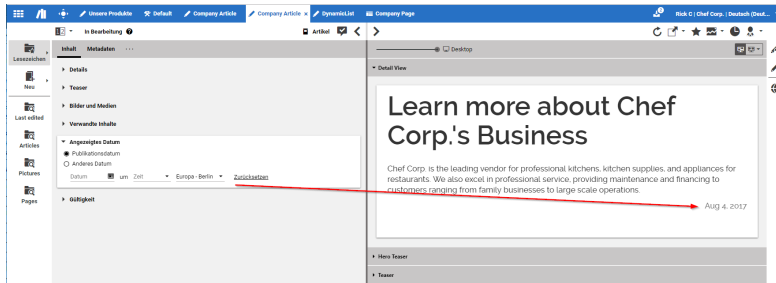 Unsere Produkte
Default
Company Article
Company Article ×
DynamicList
Company Page
Rick C | Chef Corp. | Deutsch (Deut...
In Bearbeitung
Artikel
Lesezeichen
Neu
Last edited
Articles
Pictures
Pages
Inhalt Metadaten ...
Details
Teaser
Bilder und Medien
Verwandte Inhalte
Angezeigtes Datum
Publikationsdatum
Anderes Datum
Datum um Zeit Europa - Berlin Zurücksetzen
Gültigkeit
Desktop
Detail View
Learn more about Chef
Corp.'s Business
Chef Corp. is the leading vendor for professional kitchens, kitchen supplies, and appliances for
restaurants. We also excel in professional service, providing maintenance and financing to
customers ranging from family businesses to large scale operations.
Aug 4, 2017
Hero Teaser
Teaser